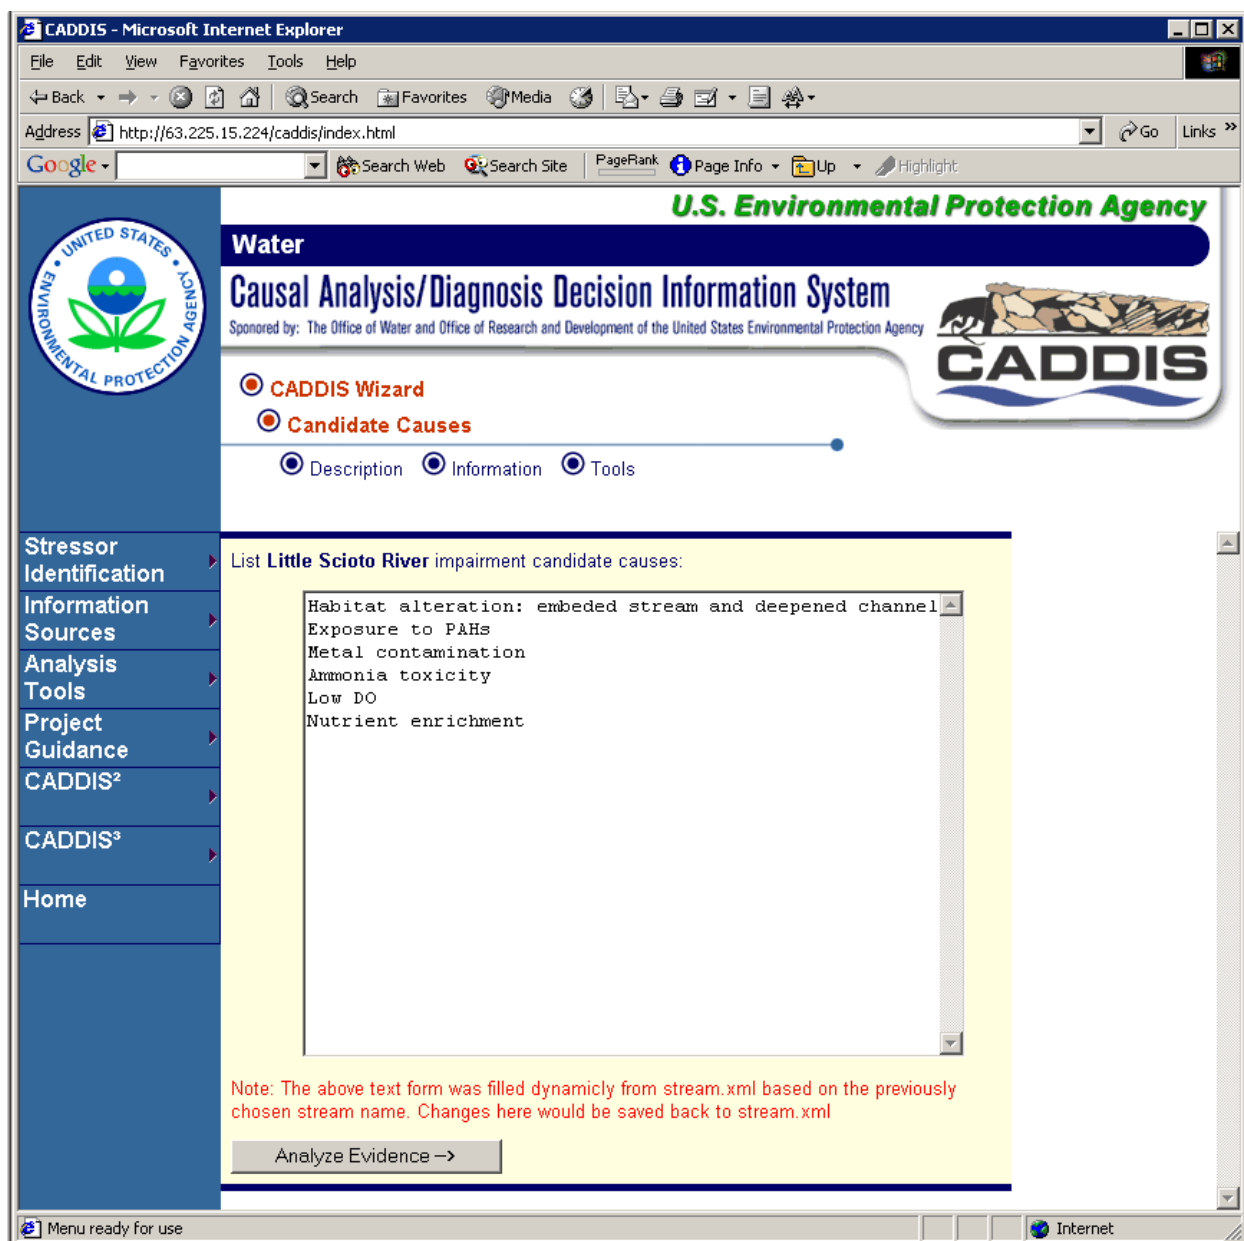 CADDIS - Microsoft Internet Explorer
File Edit View Favorites Tools Help
Back Search Favorites Media
Address http://63.225.15.224/caddis/index.html Go Links »
Google Search Web Search Site PageRank Page Info Up Highlight
U.S. Environmental Protection Agency
UNITED STATES • ENVIRONMENTAL PROTECTION AGENCY •
Water
Causal Analysis/Diagnosis Decision Information System
Sponored by: The Office of Water and Office of Research and Development of the United States Environmental Protection Agency
CADDIS
CADDIS Wizard
Candidate Causes
Description Information Tools
Stressor
Identification
Information
Sources
Analysis
Tools
Project
Guidance
CADDIS²
CADDIS³
Home
List Little Scioto River impairment candidate causes:
Habitat alteration: embeded stream and deepened channel
Exposure to PAHs
Metal contamination
Ammonia toxicity
Low DO
Nutrient enrichment
Note: The above text form was filled dynamicly from stream.xml based on the previously
chosen stream name. Changes here would be saved back to stream.xml
Analyze Evidence -->
Menu ready for use Internet